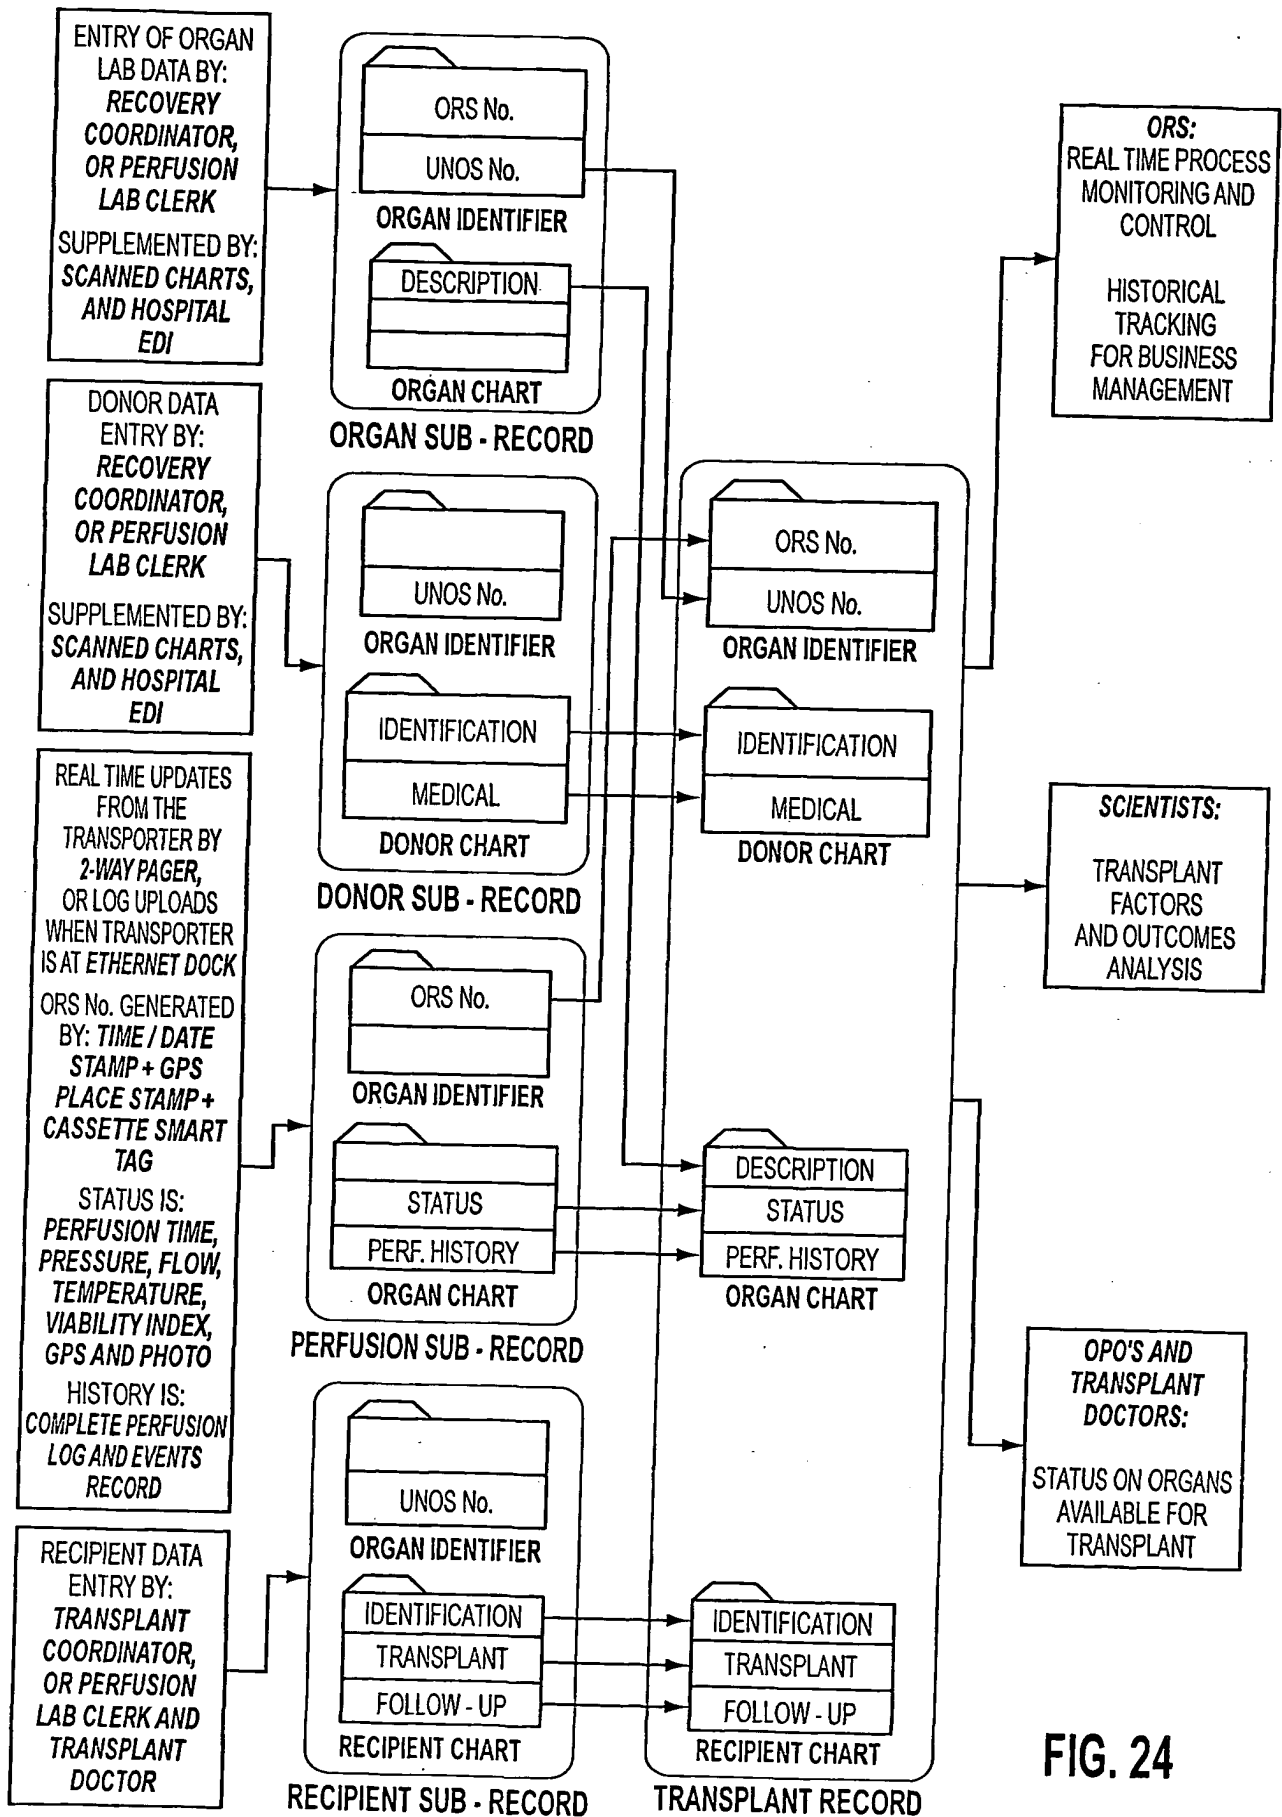 ENTRY OF ORGAN
LAB DATA BY:
RECOVERY
COORDINATOR,
OR PERFUSION
LAB CLERK
SUPPLEMENTED BY:
SCANNED CHARTS,
AND HOSPITAL
EDI
DONOR DATA
ENTRY BY:
RECOVERY
COORDINATOR,
OR PERFUSION
LAB CLERK
SUPPLEMENTED BY:
SCANNED CHARTS,
AND HOSPITAL
EDI
REAL TIME UPDATES
FROM THE
TRANSPORTER BY
2-WAY PAGER,
OR LOG UPLOADS
WHEN TRANSPORTER
IS AT ETHERNET DOCK
ORS No. GENERATED
BY: TIME / DATE
STAMP + GPS
PLACE STAMP +
CASSETTE SMART
TAG
STATUS IS:
PERFUSION TIME,
PRESSURE, FLOW,
TEMPERATURE,
VIABILITY INDEX,
GPS AND PHOTO
HISTORY IS:
COMPLETE PERFUSION
LOG AND EVENTS
RECORD
RECIPIENT DATA
ENTRY BY:
TRANSPLANT
COORDINATOR,
OR PERFUSION
LAB CLERK AND
TRANSPLANT
DOCTOR
ORS No.
UNOS No.
ORGAN IDENTIFIER
DESCRIPTION
ORGAN CHART
ORGAN SUB - RECORD
UNOS No.
ORGAN IDENTIFIER
IDENTIFICATION
MEDICAL
DONOR CHART
DONOR SUB - RECORD
ORS No.
ORGAN IDENTIFIER
STATUS
PERF. HISTORY
ORGAN CHART
PERFUSION SUB - RECORD
UNOS No.
ORGAN IDENTIFIER
IDENTIFICATION
TRANSPLANT
FOLLOW - UP
RECIPIENT CHART
RECIPIENT SUB - RECORD
ORS No.
UNOS No.
ORGAN IDENTIFIER
IDENTIFICATION
MEDICAL
DONOR CHART
DESCRIPTION
STATUS
PERF. HISTORY
ORGAN CHART
IDENTIFICATION
TRANSPLANT
FOLLOW - UP
RECIPIENT CHART
TRANSPLANT RECORD
ORS:
REAL TIME PROCESS
MONITORING AND
CONTROL
HISTORICAL
TRACKING
FOR BUSINESS
MANAGEMENT
SCIENTISTS:
TRANSPLANT
FACTORS
AND OUTCOMES
ANALYSIS
OPO'S AND
TRANSPLANT
DOCTORS:
STATUS ON ORGANS
AVAILABLE FOR
TRANSPLANT
FIG. 24